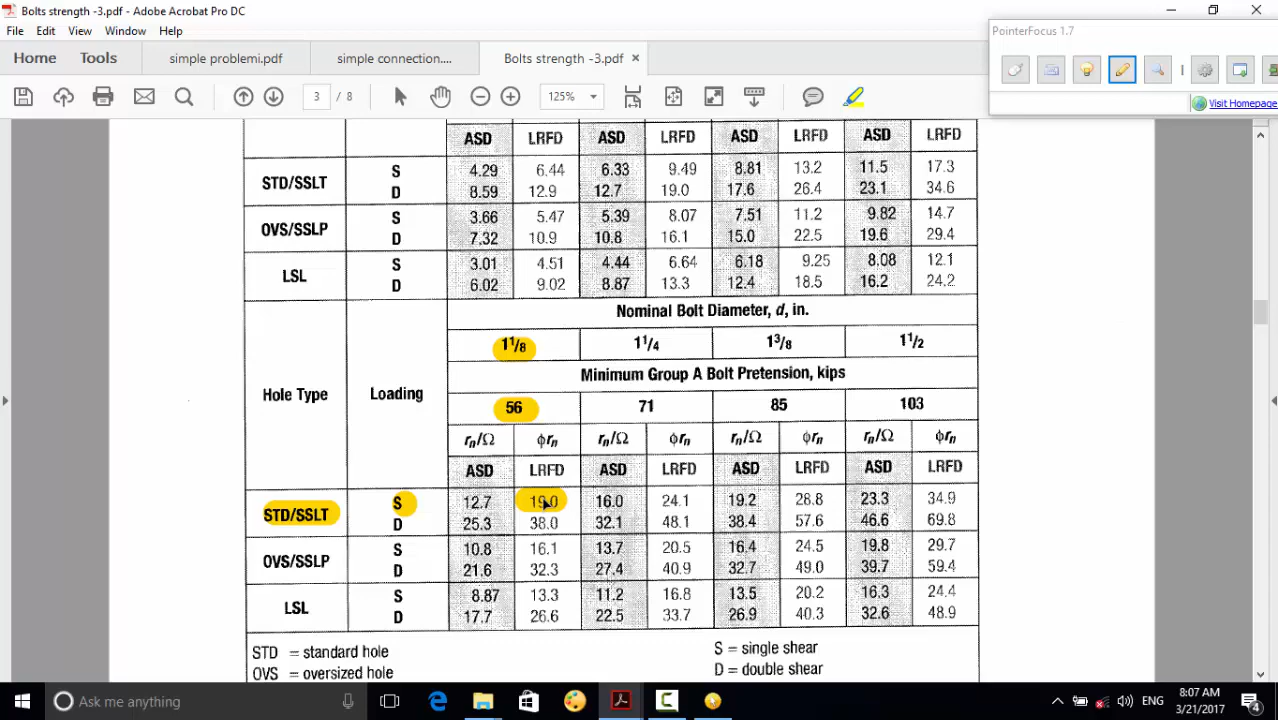 Bolts strength -3.pdf - Adobe Acrobat Pro DC
File Edit View Window Help
PointerFocus 1.7
Home Tools simple problemi.pdf simple connection.... Bolts strength -3.pdf ×
3 / 8 125%
Visit Homepage
ASD LRFD ASD LRFD ASD LRFD ASD LRFD
STD/SSLT S 4.29 6.44 6.33 9.49 8.81 13.2 11.5 17.3
D 8.59 12.9 12.7 19.0 17.6 26.4 23.1 34.6
OVS/SSLP S 3.66 5.47 5.39 8.07 7.51 11.2 9.82 14.7
D 7.32 10.9 10.8 16.1 15.0 22.5 19.6 29.4
LSL S 3.01 4.51 4.44 6.64 6.18 9.25 8.08 12.1
D 6.02 9.02 8.87 13.3 12.4 18.5 16.2 24.2
Hole Type Loading Nominal Bolt Diameter, d, in.
1 1/8 1 1/4 1 3/8 1 1/2
Minimum Group A Bolt Pretension, kips
56 71 85 103
rn/Ω ϕrn rn/Ω ϕrn rn/Ω ϕrn rn/Ω ϕrn
ASD LRFD ASD LRFD ASD LRFD ASD LRFD
STD/SSLT S 12.7 19.0 16.0 24.1 19.2 28.8 23.3 34.9
D 25.3 38.0 32.1 48.1 38.4 57.6 46.6 69.8
OVS/SSLP S 10.8 16.1 13.7 20.5 16.4 24.5 19.8 29.7
D 21.6 32.3 27.4 40.9 32.7 49.0 39.7 59.4
LSL S 8.87 13.3 11.2 16.8 13.5 20.2 16.3 24.4
D 17.7 26.6 22.5 33.7 26.9 40.3 32.6 48.9
STD = standard hole S = single shear
OVS = oversized hole D = double shear
Ask me anything ENG 8:07 AM
3/21/2017 4